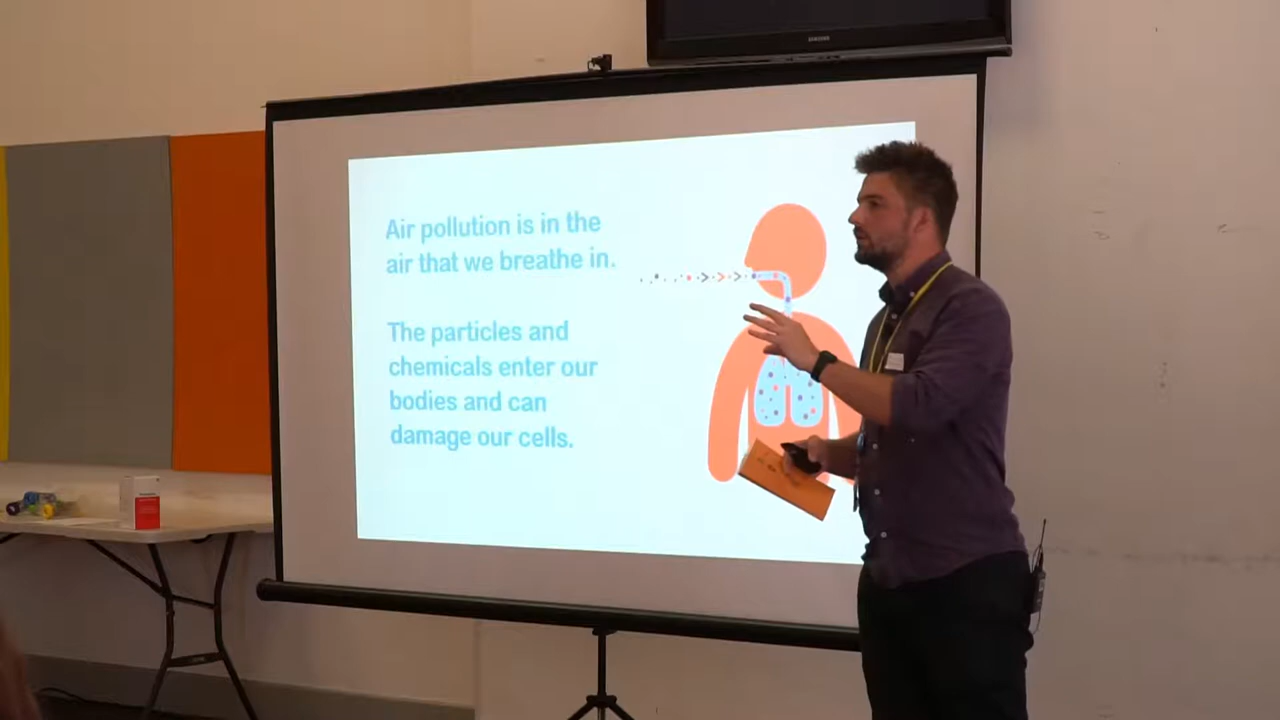 SAMSUNG
Air pollution is in the
air that we breathe in.
The particles and
chemicals enter our
bodies and can
damage our cells.